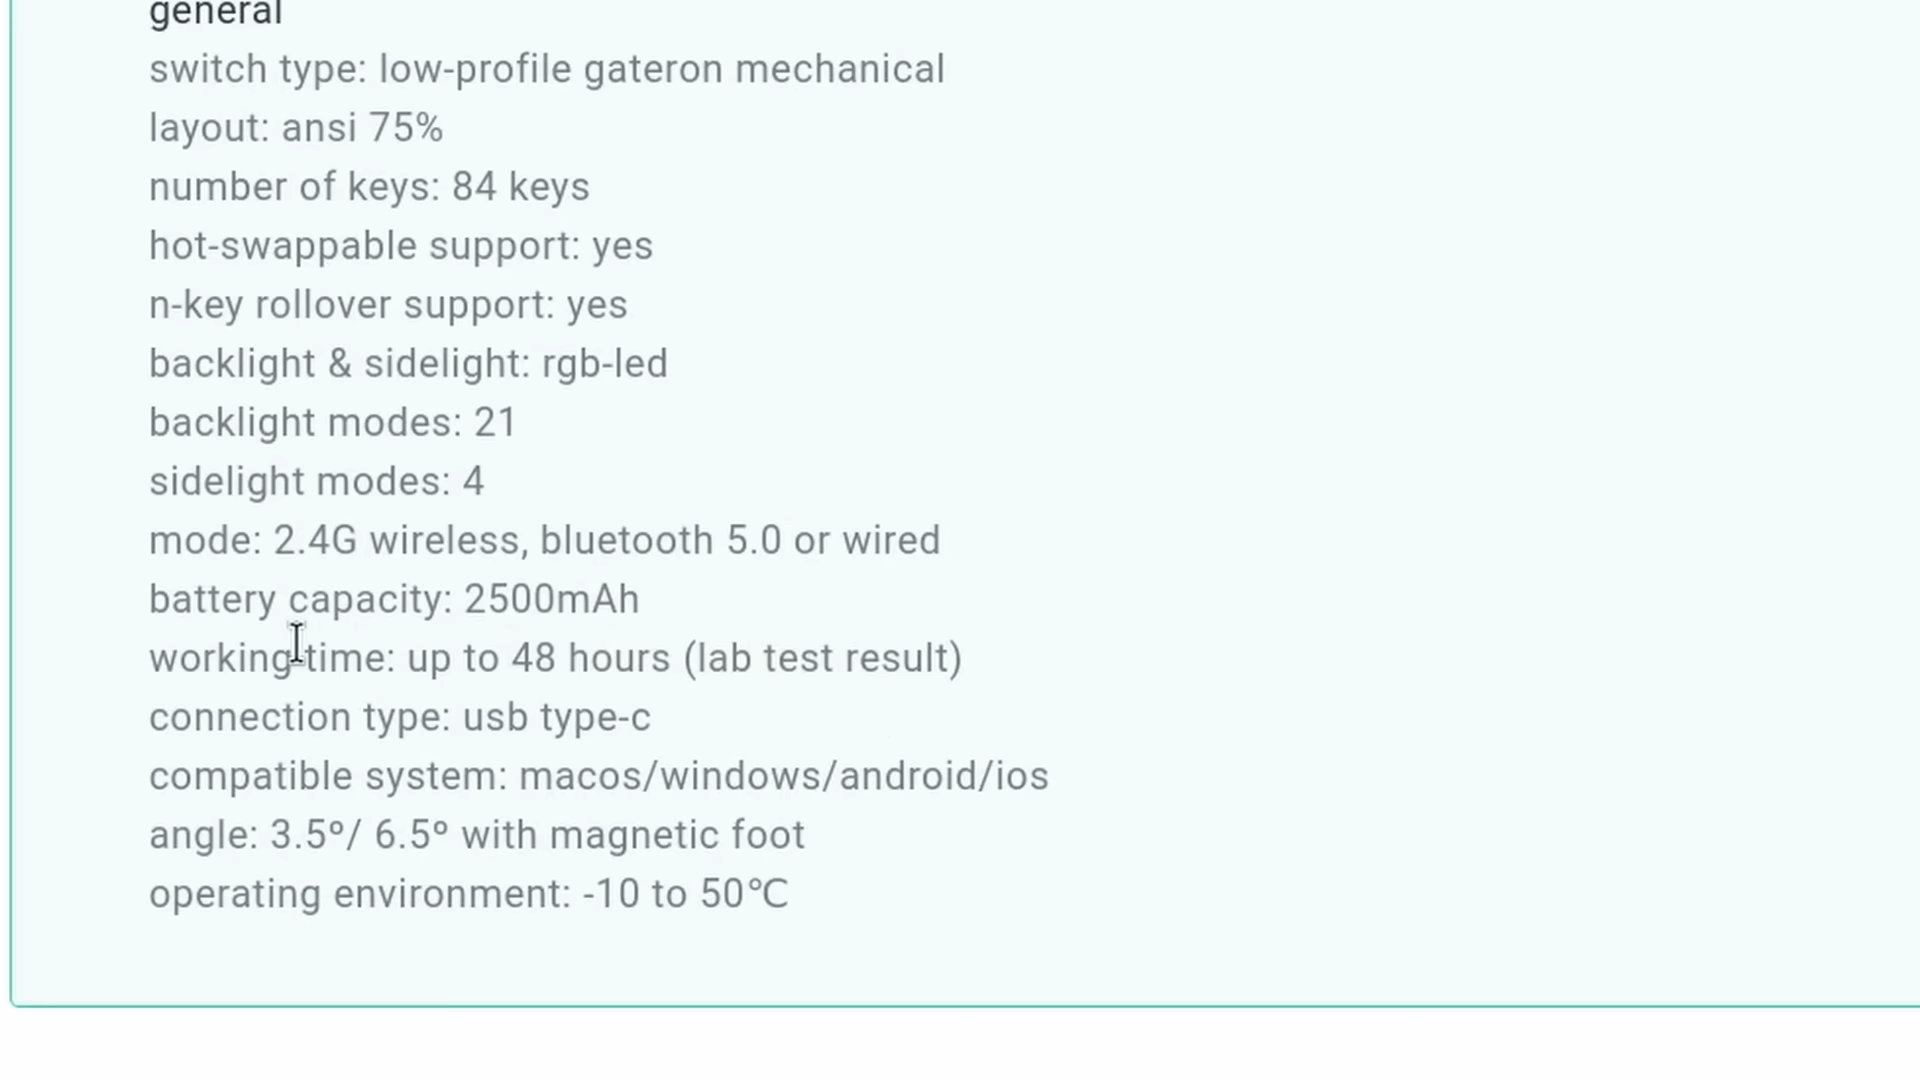 general
switch type: low-profile gateron mechanical
layout: ansi 75%
number of keys: 84 keys
hot-swappable support: yes
n-key rollover support: yes
backlight & sidelight: rgb-led
backlight modes: 21
sidelight modes: 4
mode: 2.4G wireless, bluetooth 5.0 or wired
battery capacity: 2500mAh
working time: up to 48 hours (lab test result)
connection type: usb type-c
compatible system: macos/windows/android/ios
angle: 3.5º/ 6.5º with magnetic foot
operating environment: -10 to 50℃